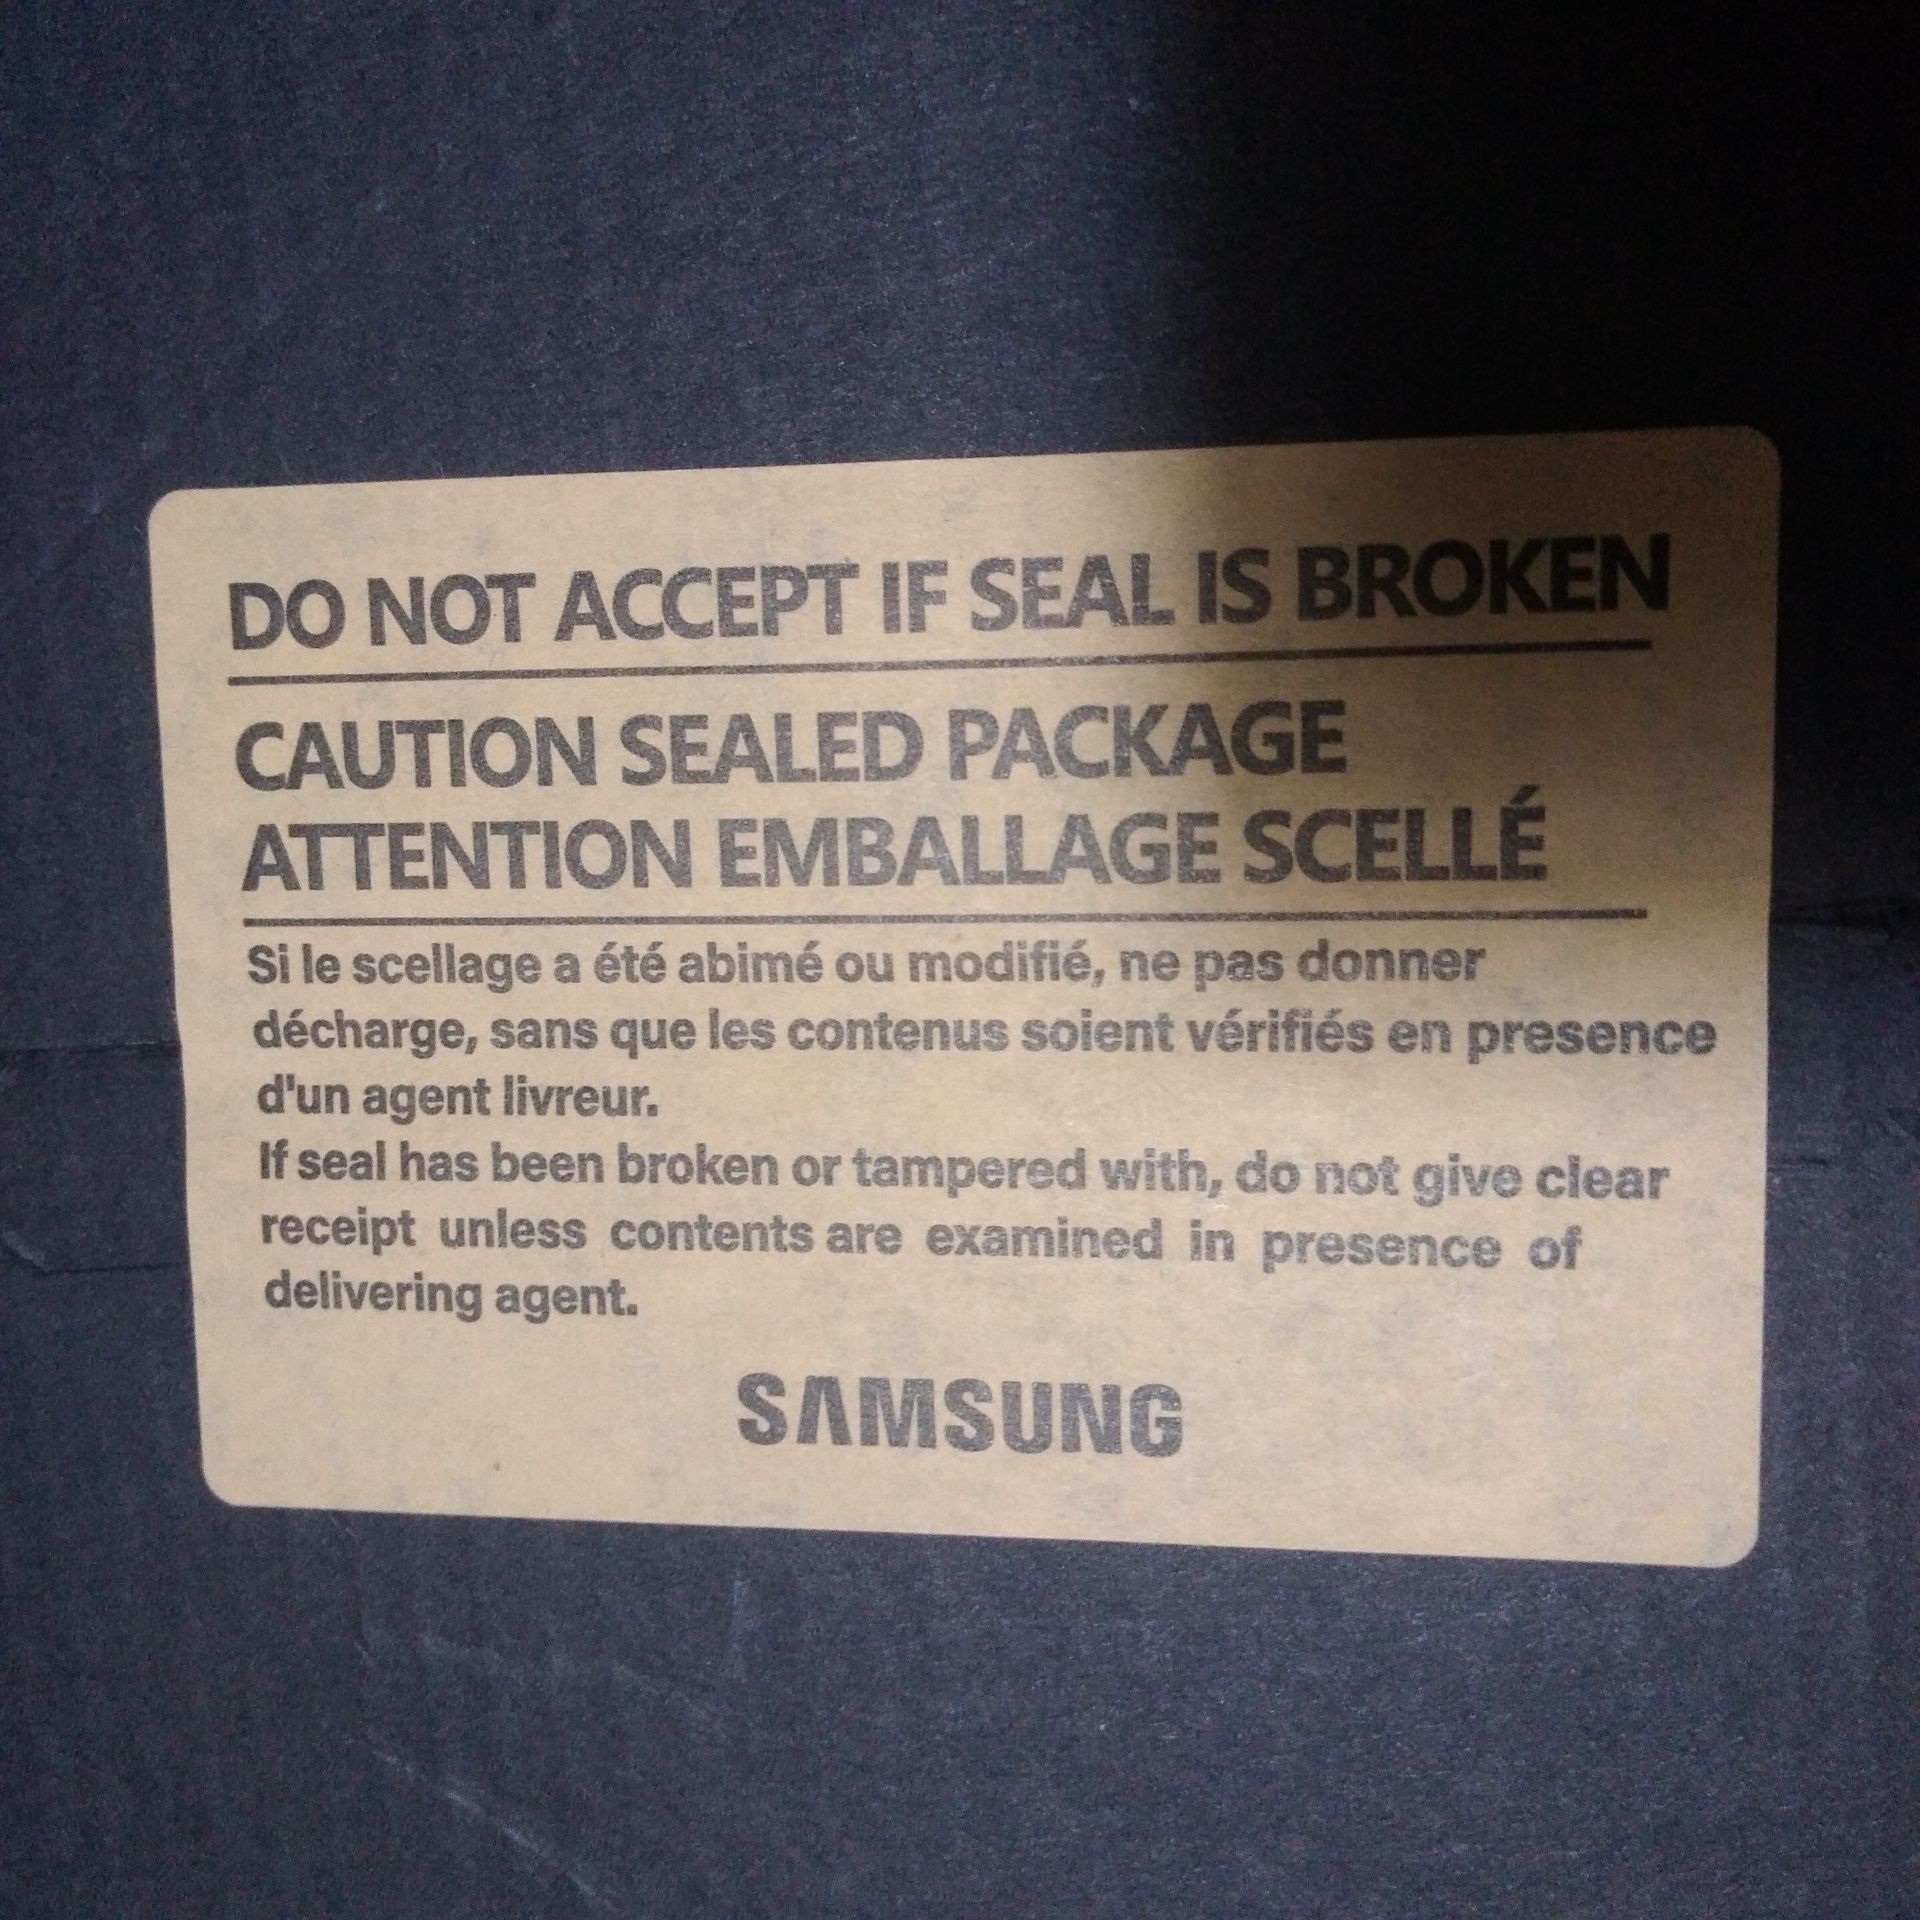 DO NOT ACCEPT IF SEAL IS BROKEN
CAUTION SEALED PACKAGE
ATTENTION EMBALLAGE SCELLÉ
Si le scellage a été abimé ou modifié, ne pas donner
décharge, sans que les contenus soient vérifiés en presence
d'un agent livreur.
If seal has been broken or tampered with, do not give clear
receipt unless contents are examined in presence of
delivering agent.
SAMSUNG